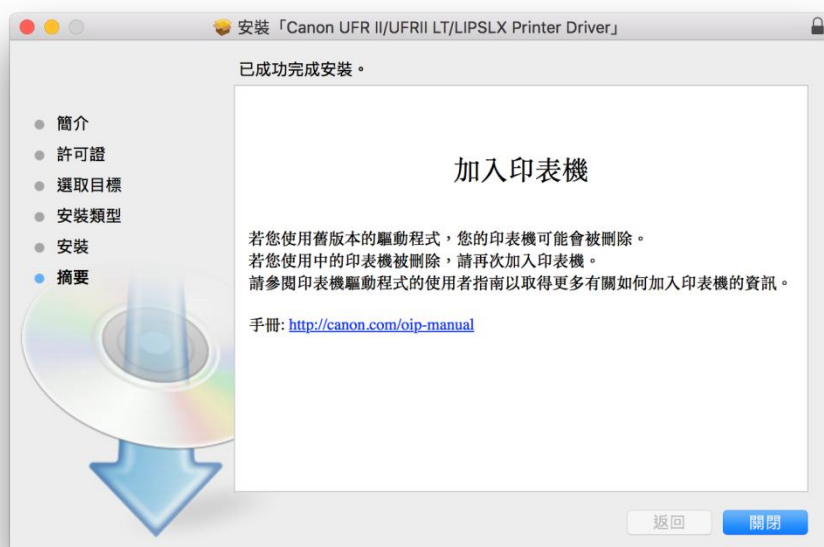 安裝「Canon UFR II/UFRII LT/LIPSLX Printer Driver」
已成功完成安裝。
簡介
許可證
選取目標
安裝類型
安裝
摘要
加入印表機
若您使用舊版本的驅動程式，您的印表機可能會被刪除。
若您使用中的印表機被刪除，請再次加入印表機。
請參閱印表機驅動程式的使用者指南以取得更多有關如何加入印表機的資訊。
手冊: http://canon.com/oip-manual
返回
關閉